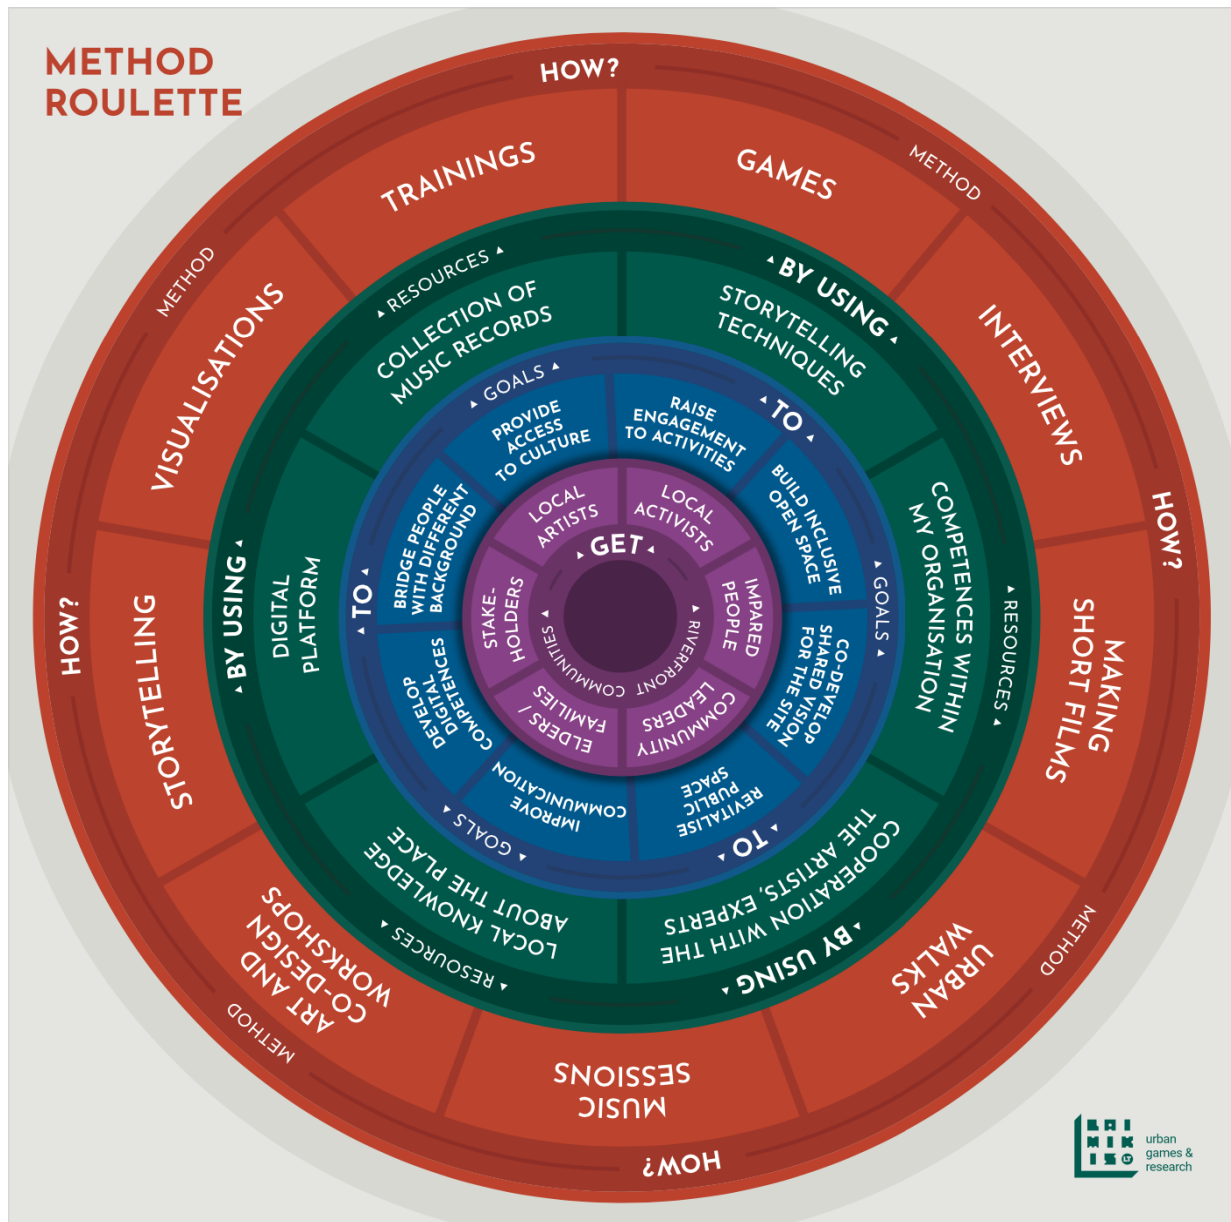 METHOD
ROULETTE
HOW?
METHOD
HOW?
METHOD
HOW?
METHOD
HOW?
METHOD
TRAININGS
GAMES
INTERVIEWS
MAKING
SHORT FILMS
URBAN
WALKS
MUSIC
SESSIONS
ART AND
CO-DESIGN
WORKSHOPS
STORYTELLING
VISUALISATIONS
RESOURCES
BY USING
RESOURCES
BY USING
RESOURCES
BY USING
COLLECTION OF
MUSIC RECORDS
STORYTELLING
TECHNIQUES
COMPETENCES WITHIN
MY ORGANISATION
COOPERATION WITH THE
THE ARTISTS, EXPERTS
LOCAL KNOWLEDGE
ABOUT THE PLACE
DIGITAL
PLATFORM
GOALS
TO
GOALS
TO
GOALS
TO
PROVIDE
ACCESS
TO CULTURE
RAISE
ENGAGEMENT
TO ACTIVITIES
BUILD INCLUSIVE
OPEN SPACE
CO-DEVELOP
SHARED VISION
FOR THE SITE
REVITALISE
PUBLIC
SPACE
IMPROVE
COMMUNICATION
DEVELOP
DIGITAL
COMPETENCES
BRIDGE PEOPLE
WITH DIFFERENT
BACKGROUND
LOCAL
ARTISTS
LOCAL
ACTIVISTS
IMPARED
PEOPLE
COMMUNITY
LEADERS
ELDERS /
FAMILIES
STAKE-
HOLDERS
GET
RIVERFRONT COMMUNITIES
LAI
MIK
IS LT
urban
games &
research